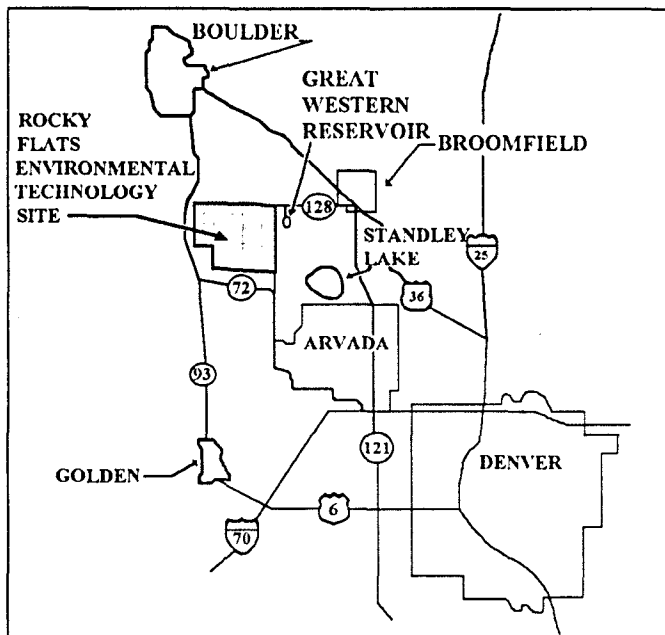 BOULDER
GREAT
WESTERN
RESERVOIR
ROCKY
FLATS
ENVIRONMENTAL
TECHNOLOGY
SITE
BROOMFIELD
128
STANDLEY
LAKE
25
72
36
ARVADA
93
121
DENVER
GOLDEN
6
70